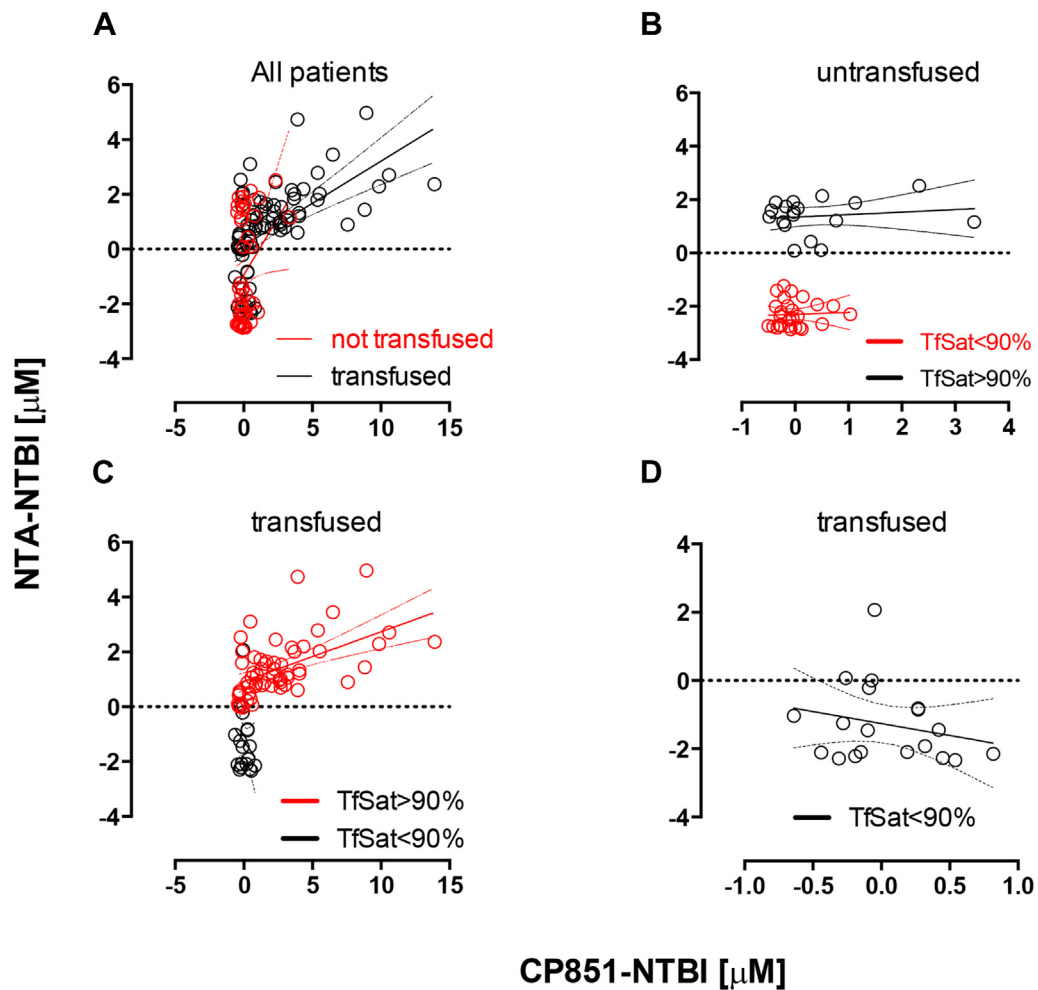 A
All patients
6
4
2
0
-2
-4
not transfused
transfused
-5
0
5
10
15
B
untransfused
6
4
2
0
-2
-4
TfSat<90%
TfSat>90%
-1
0
1
2
3
4
C
transfused
6
4
2
0
-2
-4
TfSat>90%
TfSat<90%
-5
0
5
10
15
D
transfused
4
2
0
-2
-4
TfSat<90%
-1.0
-0.5
0.0
0.5
1.0
NTA-NTBI [μM]
CP851-NTBI [μM]